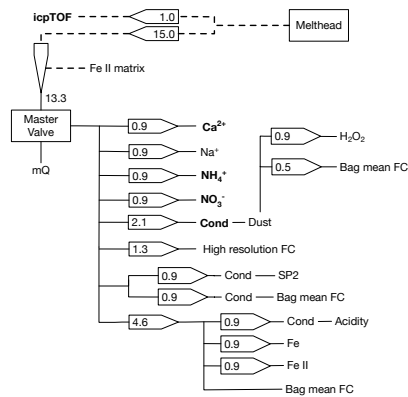 icpTOF 1.0 Melthead
15.0
Fe II matrix
13.3
Master Valve
mQ
0.9 Ca²⁺
0.9 Na⁺
0.9 NH₄⁺
0.9 NO₃⁻
2.1 Cond Dust
0.9 H₂O₂
0.5 Bag mean FC
1.3 High resolution FC
0.9 Cond SP2
0.9 Cond Bag mean FC
4.6
0.9 Cond Acidity
0.9 Fe
0.9 Fe II
Bag mean FC